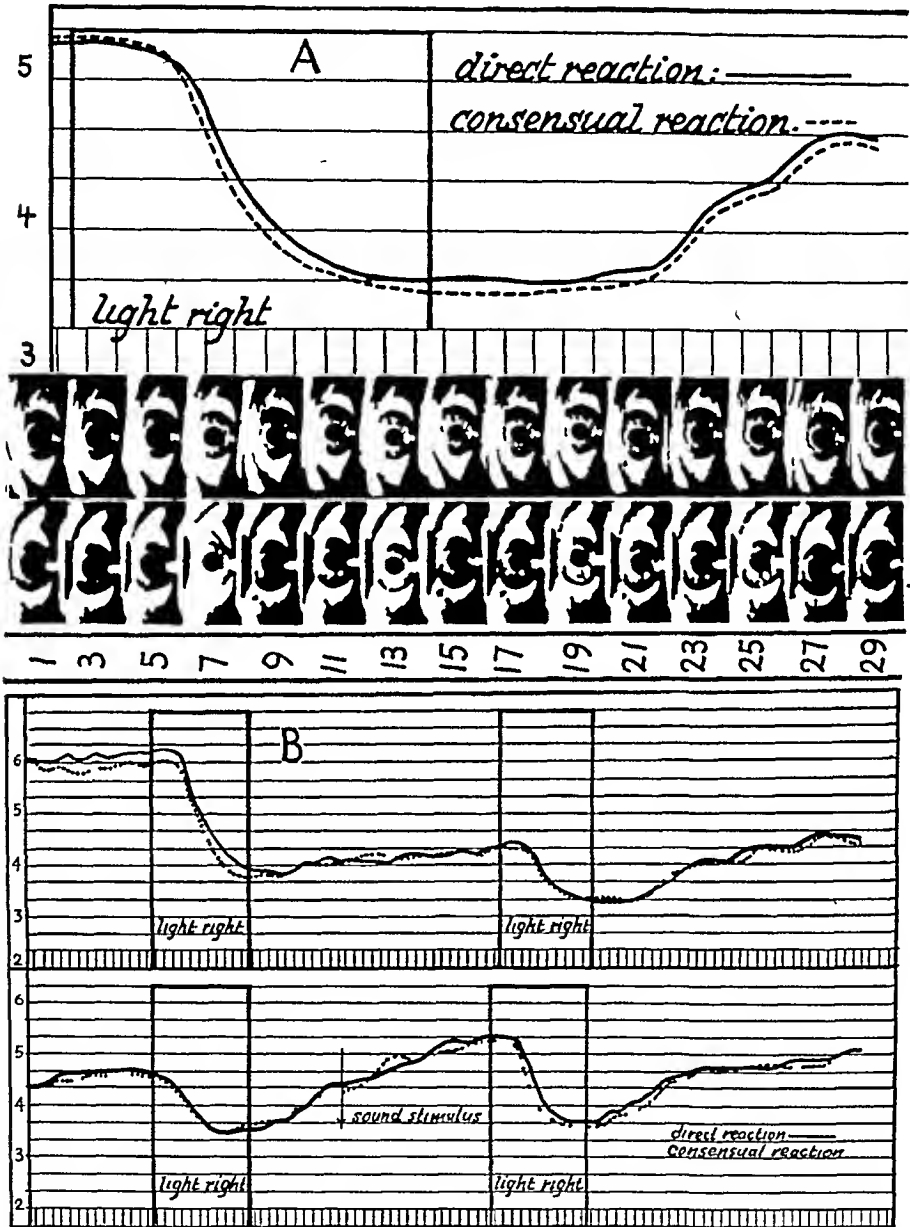 A
5
direct reaction:
consensual reaction.
4
light right
3
1 3 5 7 9 11 13 15 17 19 21 23 25 27 29
B
6
5
4
3
light right light right
2
6
5
4
sound stimulus
3
direct reaction
consensual reaction
light right light right
2